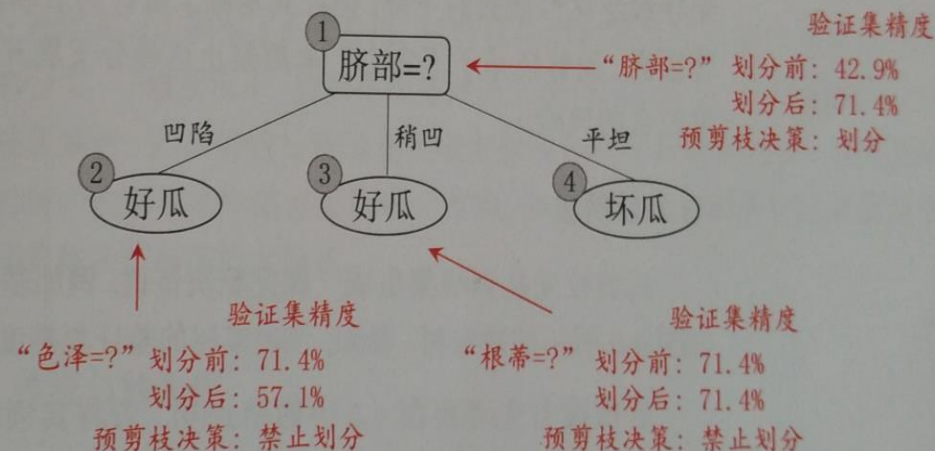 1
验证集精度
脐部=?
“脐部=?” 划分前: 42.9%
划分后: 71.4%
预剪枝决策: 划分
凹陷
稍凹
平坦
2
好瓜
3
好瓜
4
坏瓜
验证集精度
“色泽=?” 划分前: 71.4%
划分后: 57.1%
预剪枝决策: 禁止划分
验证集精度
“根蒂=?” 划分前: 71.4%
划分后: 71.4%
预剪枝决策: 禁止划分